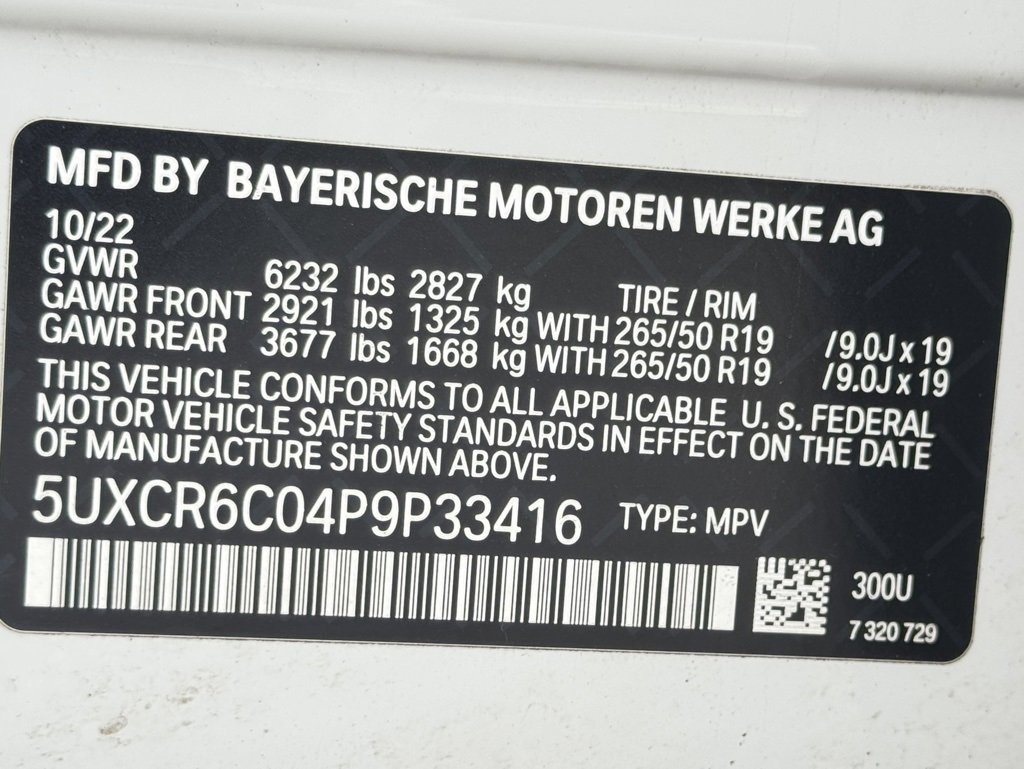 MFD BY BAYERISCHE MOTOREN WERKE AG
10/22
GVWR 6232 lbs 2827 kg TIRE / RIM
GAWR FRONT 2921 lbs 1325 kg WITH 265/50 R19 /9.0J x 19
GAWR REAR 3677 lbs 1668 kg WITH 265/50 R19 /9.0J x 19
THIS VEHICLE CONFORMS TO ALL APPLICABLE U. S. FEDERAL
MOTOR VEHICLE SAFETY STANDARDS IN EFFECT ON THE DATE
OF MANUFACTURE SHOWN ABOVE.
5UXCR6C04P9P33416 TYPE: MPV
300U
7 320 729